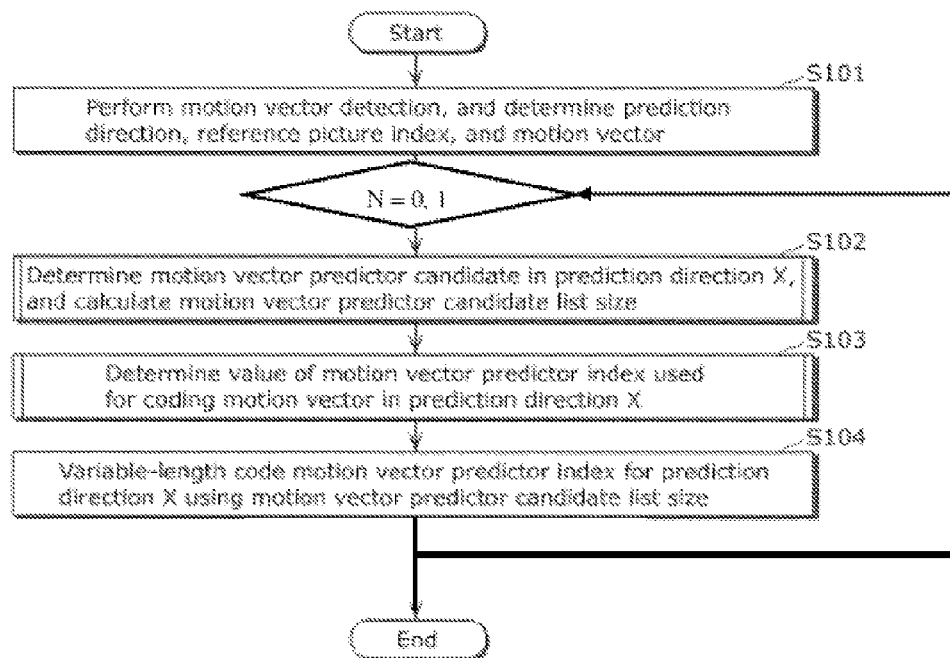 Start
S101
Perform motion vector detection, and determine prediction
direction, reference picture index, and motion vector
N = 0, 1
S102
Determine motion vector predictor candidate in prediction direction X,
and calculate motion vector predictor candidate list size
S103
Determine value of motion vector predictor index used
for coding motion vector in prediction direction X
S104
Variable-length code motion vector predictor index for prediction
direction X using motion vector predictor candidate list size
End